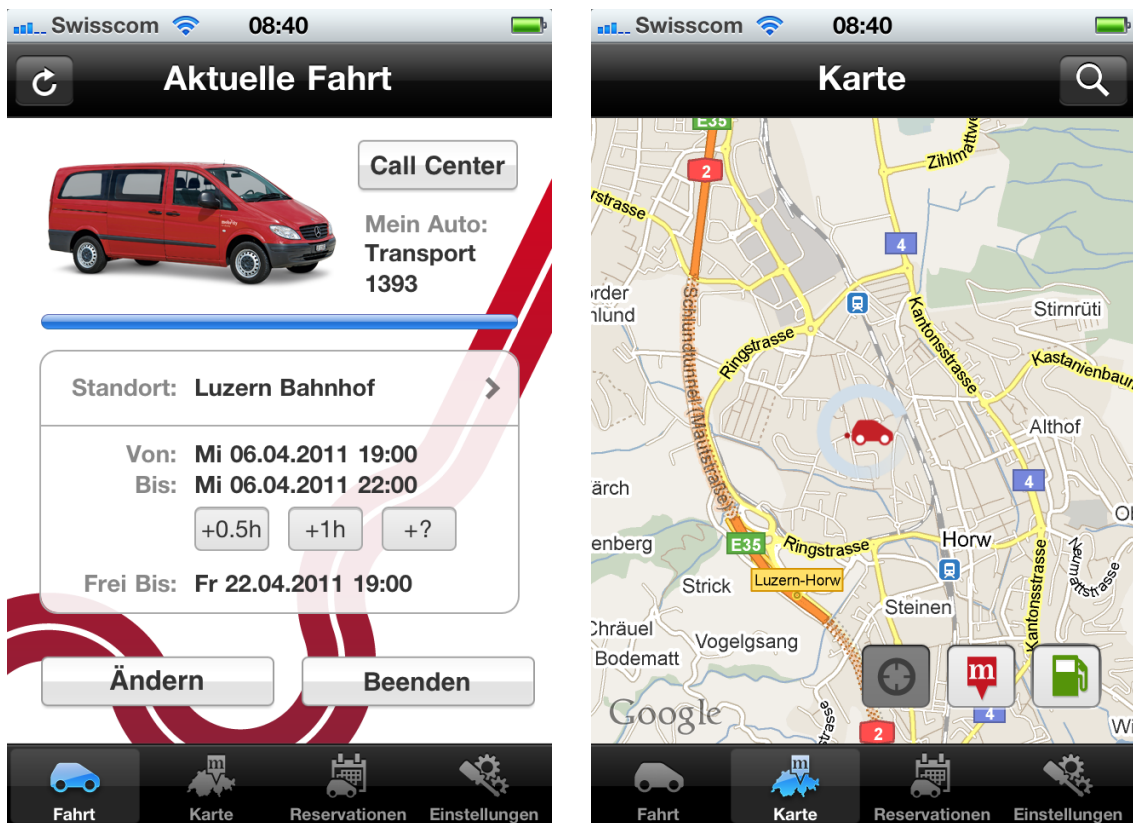 Swisscom 08:40
Aktuelle Fahrt
Call Center
Mein Auto:
Transport
1393
Standort: Luzern Bahnhof
Von: Mi 06.04.2011 19:00
Bis: Mi 06.04.2011 22:00
+0.5h +1h +?
Frei Bis: Fr 22.04.2011 19:00
Ändern Beenden
m
Fahrt Karte Reservationen Einstellungen
Swisscom 08:40
Karte
E35
2
Zihlmattw
rstrasse
4
order
hlund
Schlundtunnel (Mautstraße)
Ringstrasse
Kantonsstrasse
Stirnrüti
Kastanienbaum
Althof
4
ärch
enberg
E35
Ringstrasse
Horw
Luzern-Horw
Strick
Steinen
Neumattstrasse
Kantonsstrasse
Chräuel
Bodematt
Vogelgsang
m
Google
strasse
2
4
Wi
m
Fahrt Karte Reservationen Einstellungen